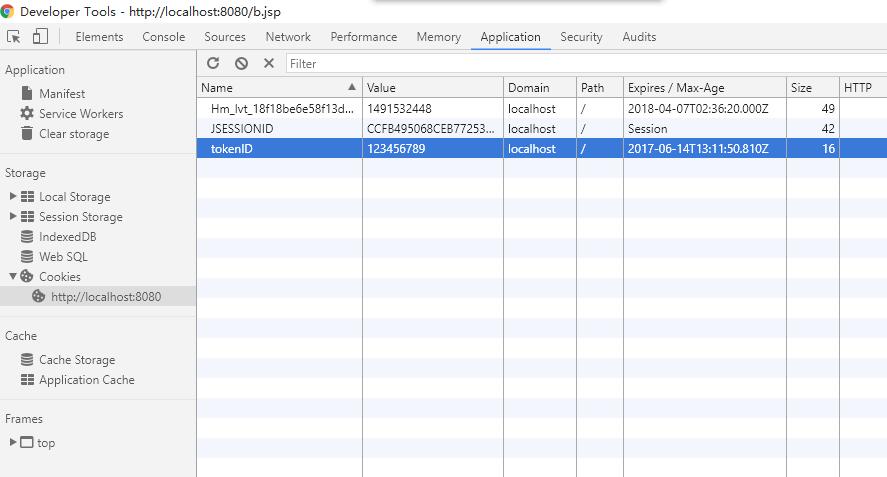 Developer Tools - http://localhost:8080/b.jsp
Elements Console Sources Network Performance Memory Application Security Audits
Application
Manifest
Service Workers
Clear storage
Storage
Local Storage
Session Storage
IndexedDB
Web SQL
Cookies
http://localhost:8080
Cache
Cache Storage
Application Cache
Frames
top
Filter
Name Value Domain Path Expires / Max-Age Size HTTP
Hm_lvt_18f18be6e58f13d... 1491532448 localhost / 2018-04-07T02:36:20.000Z 49
JSESSIONID CCFB495068CEB77253... localhost / Session 42
tokenID 123456789 localhost / 2017-06-14T13:11:50.810Z 16